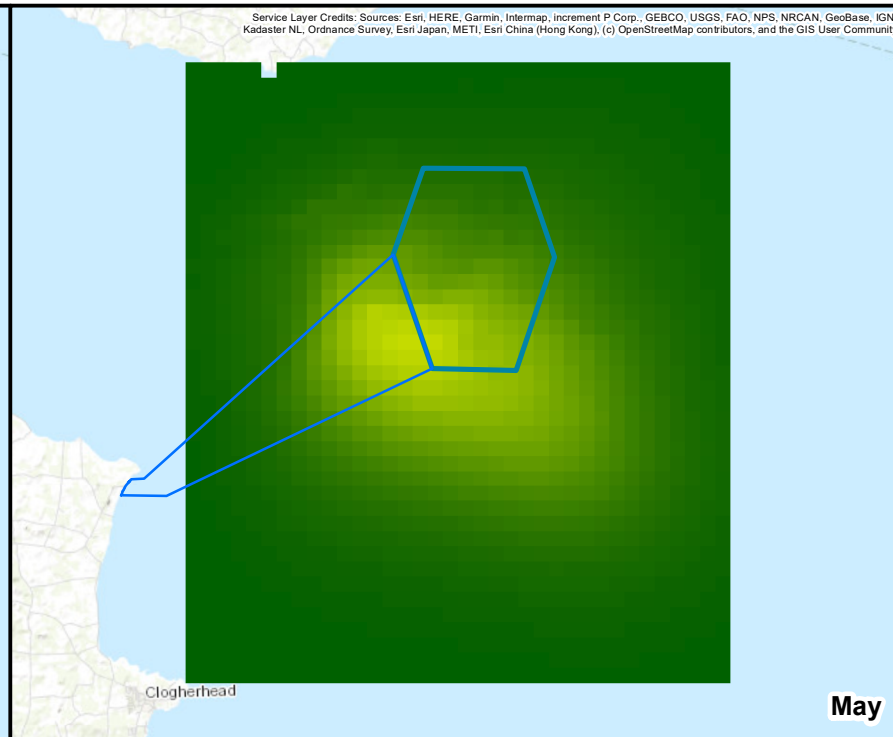 Service Layer Credits: Sources: Esri, HERE, Garmin, Intermap, increment P Corp., GEBCO, USGS, FAO, NPS, NRCAN, GeoBase, IGN
Kadaster NL, Ordnance Survey, Esri Japan, METI, Esri China (Hong Kong), (c) OpenStreetMap contributors, and the GIS User Communit
Clogherhead
May